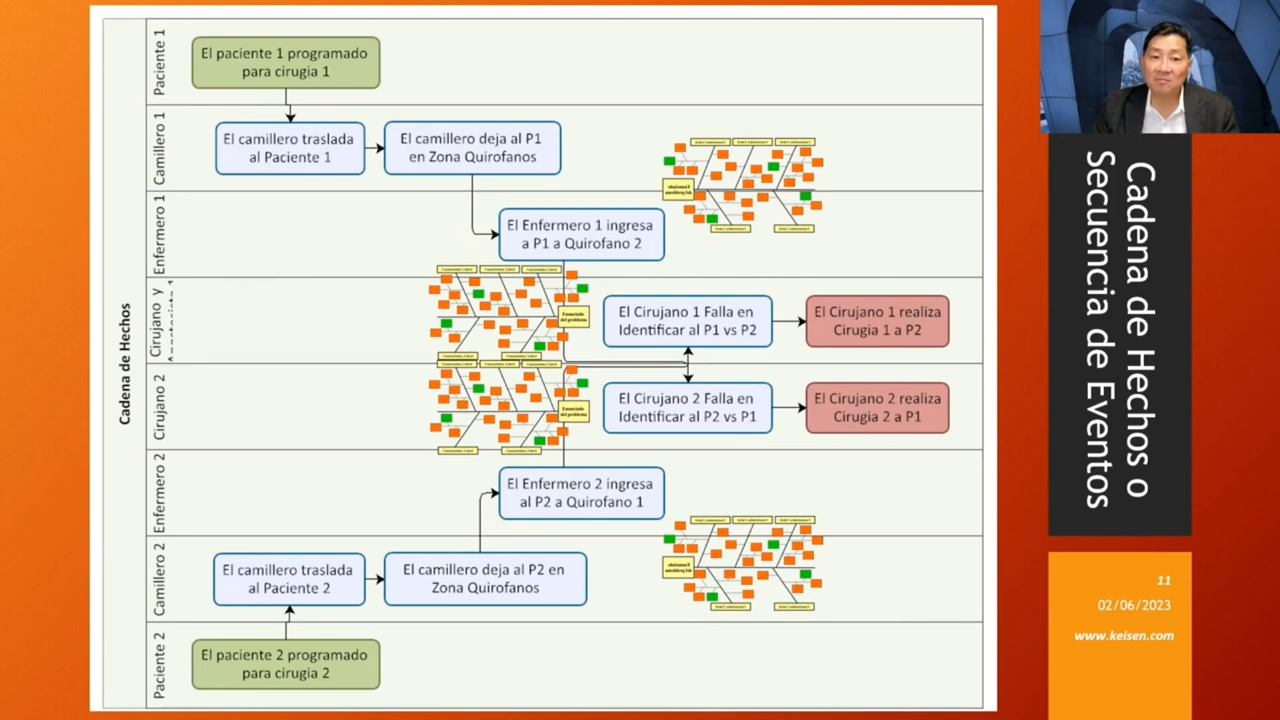 Cadena de Hechos o
Secuencia de Eventos
11
02/06/2023
www.keisen.com
Cadena de Hechos
Paciente 1
El paciente 1 programado
para cirugia 1
Camillero 1
El camillero traslada
al Paciente 1
El camillero deja al P1
en Zona Quirofanos
Enfermero 1
El Enfermero 1 ingresa
a P1 a Quirofano 2
Cirujano y
El Cirujano 1 Falla en
Identificar al P1 vs P2
El Cirujano 1 realiza
Cirugia 1 a P2
Enunciado
del problema
Cirujano 2
El Cirujano 2 Falla en
Identificar al P2 vs P1
El Cirujano 2 realiza
Cirugia 2 a P1
Enunciado
del problema
Enfermero 2
El Enfermero 2 ingresa
al P2 a Quirofano 1
Camillero 2
El camillero traslada
al Paciente 2
El camillero deja al P2 en
Zona Quirofanos
Paciente 2
El paciente 2 programado
para cirugia 2